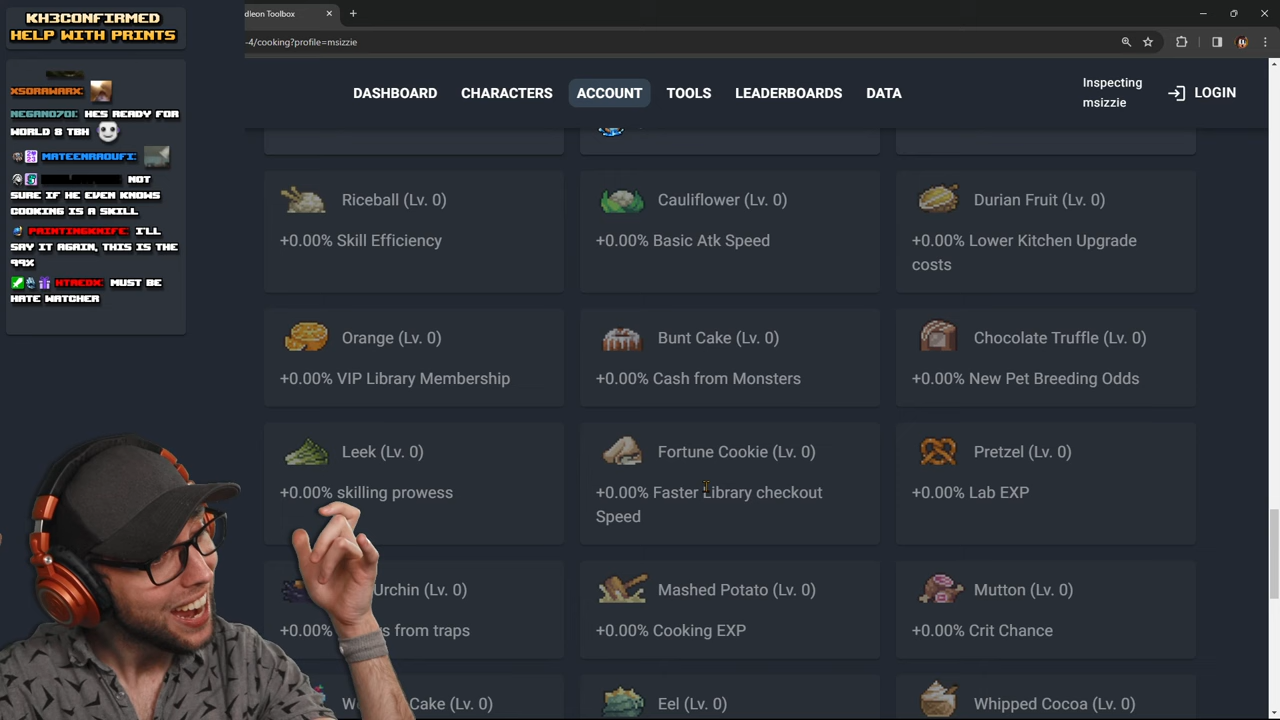 KH3CONFIRMED
HELP WITH PRINTS
XSORAWARX:
NEGANO701: HES READY FOR
WORLD 8 TBH
MATEENRAOUFI:
NOT
SURE IF HE EVEN KNOWS
COOKING IS A SKILL
PAINTINGKNIFE: I'LL
SAY IT AGAIN, THIS IS THE
99%
HTREDX: MUST BE
HATE WATCHER
dleon Toolbox
-4/cooking?profile=msizzie
DASHBOARD CHARACTERS ACCOUNT TOOLS LEADERBOARDS DATA
Inspecting
msizzie
LOGIN
Riceball (Lv. 0)
+0.00% Skill Efficiency
Cauliflower (Lv. 0)
+0.00% Basic Atk Speed
Durian Fruit (Lv. 0)
+0.00% Lower Kitchen Upgrade
costs
Orange (Lv. 0)
+0.00% VIP Library Membership
Bunt Cake (Lv. 0)
+0.00% Cash from Monsters
Chocolate Truffle (Lv. 0)
+0.00% New Pet Breeding Odds
Leek (Lv. 0)
+0.00% skilling prowess
Fortune Cookie (Lv. 0)
+0.00% Faster Library checkout
Speed
Pretzel (Lv. 0)
+0.00% Lab EXP
Urchin (Lv. 0)
+0.00% s from traps
Mashed Potato (Lv. 0)
+0.00% Cooking EXP
Mutton (Lv. 0)
+0.00% Crit Chance
Cake (Lv. 0)
Eel (Lv. 0)
Whipped Cocoa (Lv. 0)